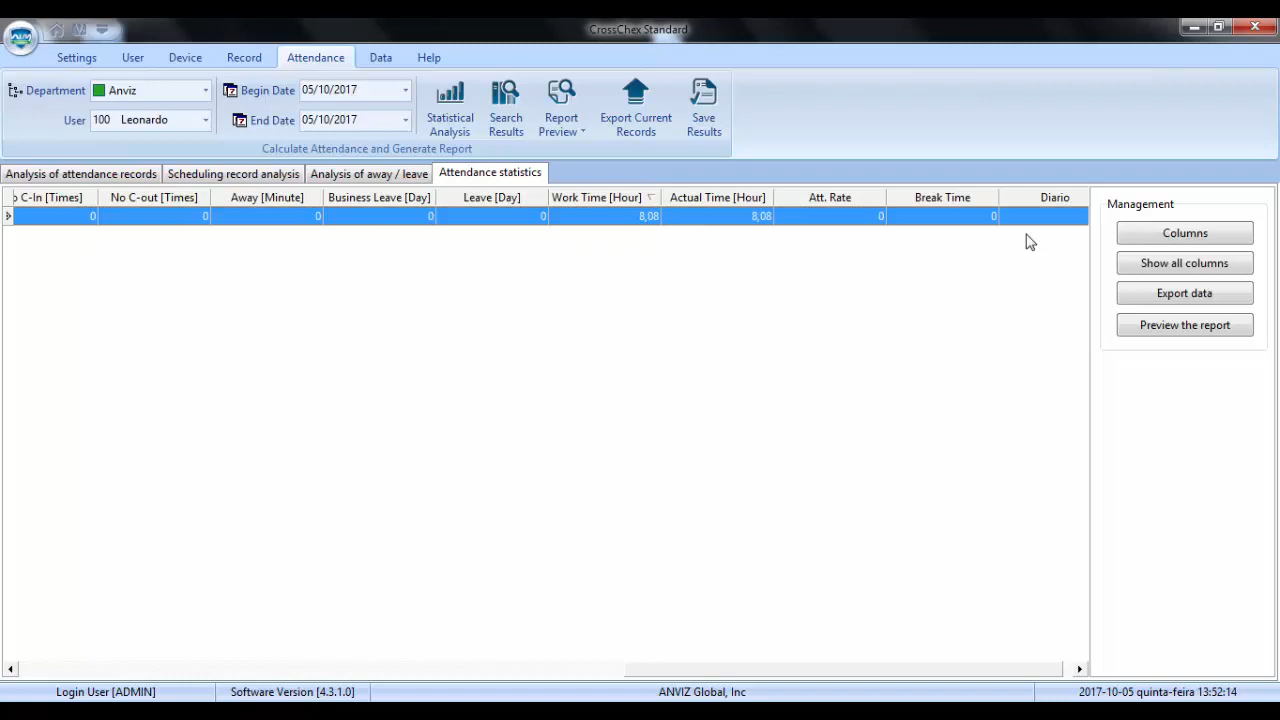 CrossChex Standard
Settings User Device Record Attendance Data Help
Department Anviz Begin Date 05/10/2017
User 100 Leonardo End Date 05/10/2017
Statistical Analysis
Search Results
Report Preview
Export Current Records
Save Results
Calculate Attendance and Generate Report
Analysis of attendance records Scheduling record analysis Analysis of away / leave Attendance statistics
C-In [Times] No C-out [Times] Away [Minute] Business Leave [Day] Leave [Day] Work Time [Hour] Actual Time [Hour] Att. Rate Break Time Diario
0 0 0 0 0 8,08 8,08 0 0
Management
Columns
Show all columns
Export data
Preview the report
Login User [ADMIN] Software Version [4.3.1.0] ANVIZ Global, Inc 2017-10-05 quinta-feira 13:52:14